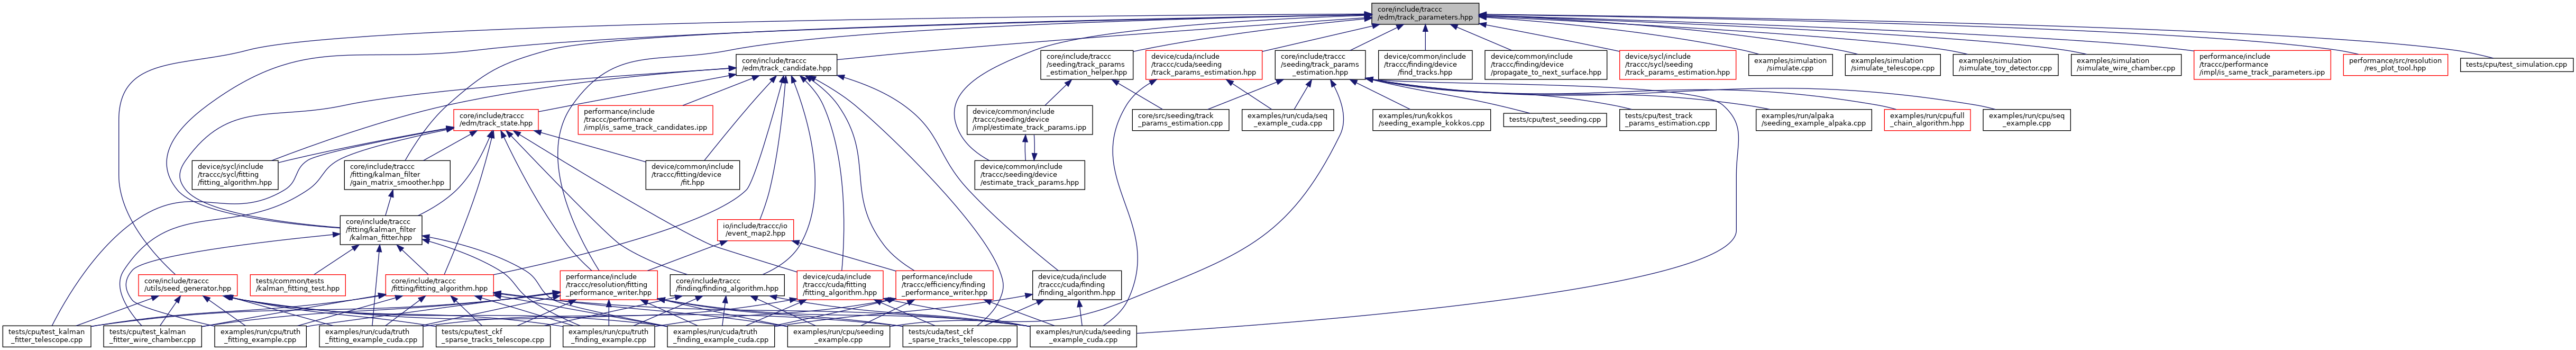 core/include/traccc
/edm/track_parameters.hpp
core/include/traccc
/edm/track_candidate.hpp
core/include/traccc
/seeding/track_params
_estimation_helper.hpp
device/cuda/include
/traccc/cuda/seeding
/track_params_estimation.hpp
core/include/traccc
/seeding/track_params
_estimation.hpp
device/common/include
/traccc/finding/device
/find_tracks.hpp
device/common/include
/traccc/finding/device
/propagate_to_next_surface.hpp
device/sycl/include
/traccc/sycl/seeding
/track_params_estimation.hpp
examples/simulation
/simulate.cpp
examples/simulation
/simulate_telescope.cpp
examples/simulation
/simulate_toy_detector.cpp
examples/simulation
/simulate_wire_chamber.cpp
performance/include
/traccc/performance
/impl/is_same_track_parameters.ipp
performance/src/resolution
/res_plot_tool.hpp
tests/cpu/test_simulation.cpp
core/include/traccc
/edm/track_state.hpp
performance/include
/traccc/performance
/impl/is_same_track_candidates.ipp
device/common/include
/traccc/seeding/device
/impl/estimate_track_params.ipp
core/src/seeding/track
_params_estimation.cpp
examples/run/cuda/seq
_example_cuda.cpp
examples/run/kokkos
/seeding_example_kokkos.cpp
tests/cpu/test_seeding.cpp
tests/cpu/test_track
_params_estimation.cpp
examples/run/alpaka
/seeding_example_alpaka.cpp
examples/run/cpu/full
_chain_algorithm.hpp
examples/run/cpu/seq
_example.cpp
device/sycl/include
/traccc/sycl/fitting
/fitting_algorithm.hpp
core/include/traccc
/fitting/kalman_filter
/gain_matrix_smoother.hpp
device/common/include
/traccc/fitting/device
/fit.hpp
device/common/include
/traccc/seeding/device
/estimate_track_params.hpp
core/include/traccc
/fitting/kalman_filter
/kalman_fitter.hpp
io/include/traccc/io
/event_map2.hpp
core/include/traccc
/utils/seed_generator.hpp
tests/common/tests
/kalman_fitting_test.hpp
core/include/traccc
/fitting/fitting_algorithm.hpp
performance/include
/traccc/resolution/fitting
_performance_writer.hpp
core/include/traccc
/finding/finding_algorithm.hpp
device/cuda/include
/traccc/cuda/fitting
/fitting_algorithm.hpp
performance/include
/traccc/efficiency/finding
_performance_writer.hpp
device/cuda/include
/traccc/cuda/finding
/finding_algorithm.hpp
tests/cpu/test_kalman
_fitter_telescope.cpp
tests/cpu/test_kalman
_fitter_wire_chamber.cpp
examples/run/cpu/truth
_fitting_example.cpp
examples/run/cuda/truth
_fitting_example_cuda.cpp
tests/cpu/test_ckf
_sparse_tracks_telescope.cpp
examples/run/cpu/truth
_finding_example.cpp
examples/run/cuda/truth
_finding_example_cuda.cpp
examples/run/cpu/seeding
_example.cpp
tests/cuda/test_ckf
_sparse_tracks_telescope.cpp
examples/run/cuda/seeding
_example_cuda.cpp